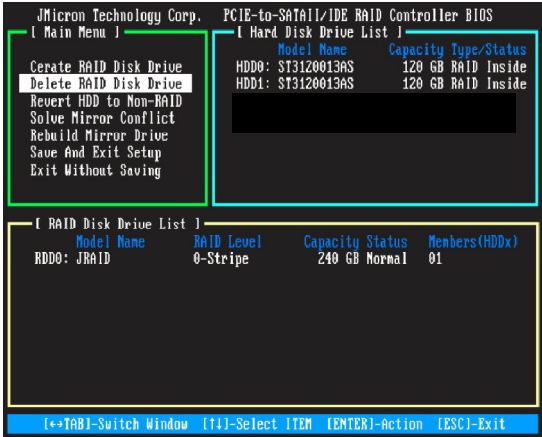 JMicron Technology Corp.   PCIE-to-SATAII/IDE RAID Controller BIOS
[ Main Menu ]
Cerate RAID Disk Drive
Delete RAID Disk Drive
Revert HDD to Non-RAID
Solve Mirror Conflict
Rebuild Mirror Drive
Save And Exit Setup
Exit Without Saving
[ Hard Disk Drive List ]
Model Name   Capacity Type/Status
HDD0: ST3120013AS   120 GB RAID Inside
HDD1: ST3120013AS   120 GB RAID Inside
[ RAID Disk Drive List ]
Model Name   RAID Level   Capacity Status   Members(HDDx)
RDD0: JRAID   0-Stripe   240 GB Normal   01
[↔TAB]-Switch Window   [↑↓]-Select ITEM   [ENTER]-Action   [ESC]-Exit